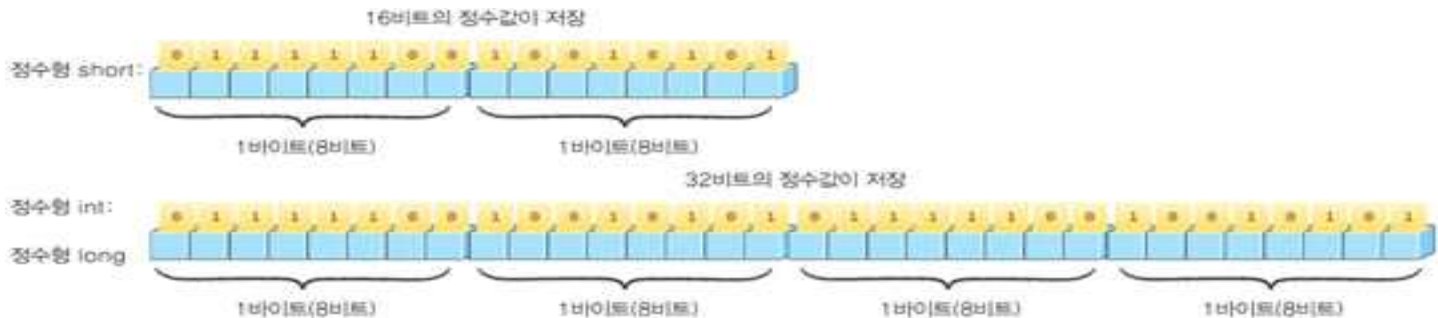 16비트의 정수값이 저장
0 1 1 1 1 1 0 0 1 0 0 1 0 1 0 1
정수형 short:
1바이트(8비트) 1바이트(8비트)
32비트의 정수값이 저장
정수형 int:
0 1 1 1 1 1 0 0 1 0 0 1 0 1 0 1 0 1 1 1 1 1 0 0 1 0 0 1 0 1 0 1
정수형 long
1바이트(8비트) 1바이트(8비트) 1바이트(8비트) 1바이트(8비트)